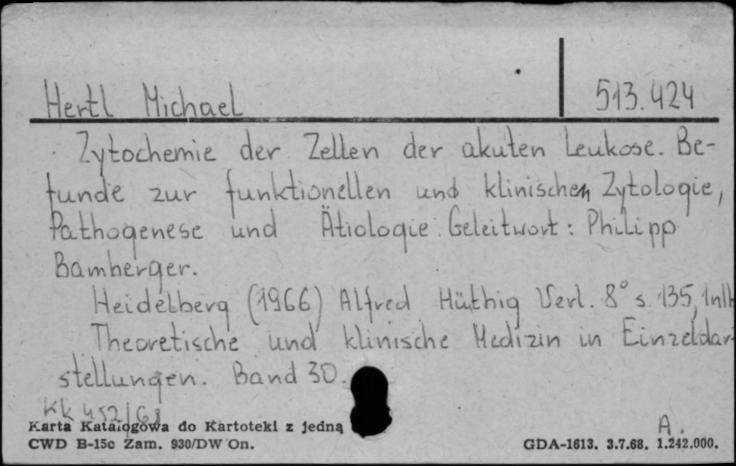 Hertl Michael 513.424
Zytochemie der Zellen der akuten Leukose. Be-
funde zur funktionellen und klinischen Zytologie,
Pathogenese und Ätiologie. Geleitwort: Philipp
Bamberger.
Heidelberg (1966) Alfred Hüthig Verl. 8° s. 135, 1nlb
Theoretische und klinische Medizin in Einzeldar-
stellungen. Band 30.
Kk 452/68
Karta Katalogowa do Kartoteki z jedną
A.
CWD B-15c Zam. 930/DW On. GDA-1613. 3.7.68. 1.242.000.